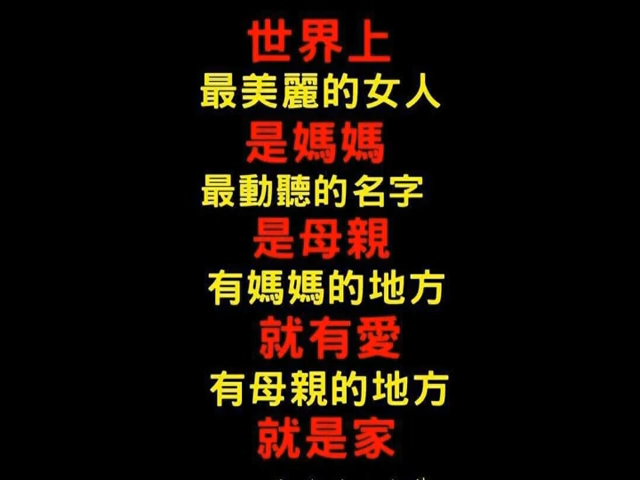 世界上
最美麗的女人
是媽媽
最動聽的名字
是母親
有媽媽的地方
就有愛
有母親的地方
就是家